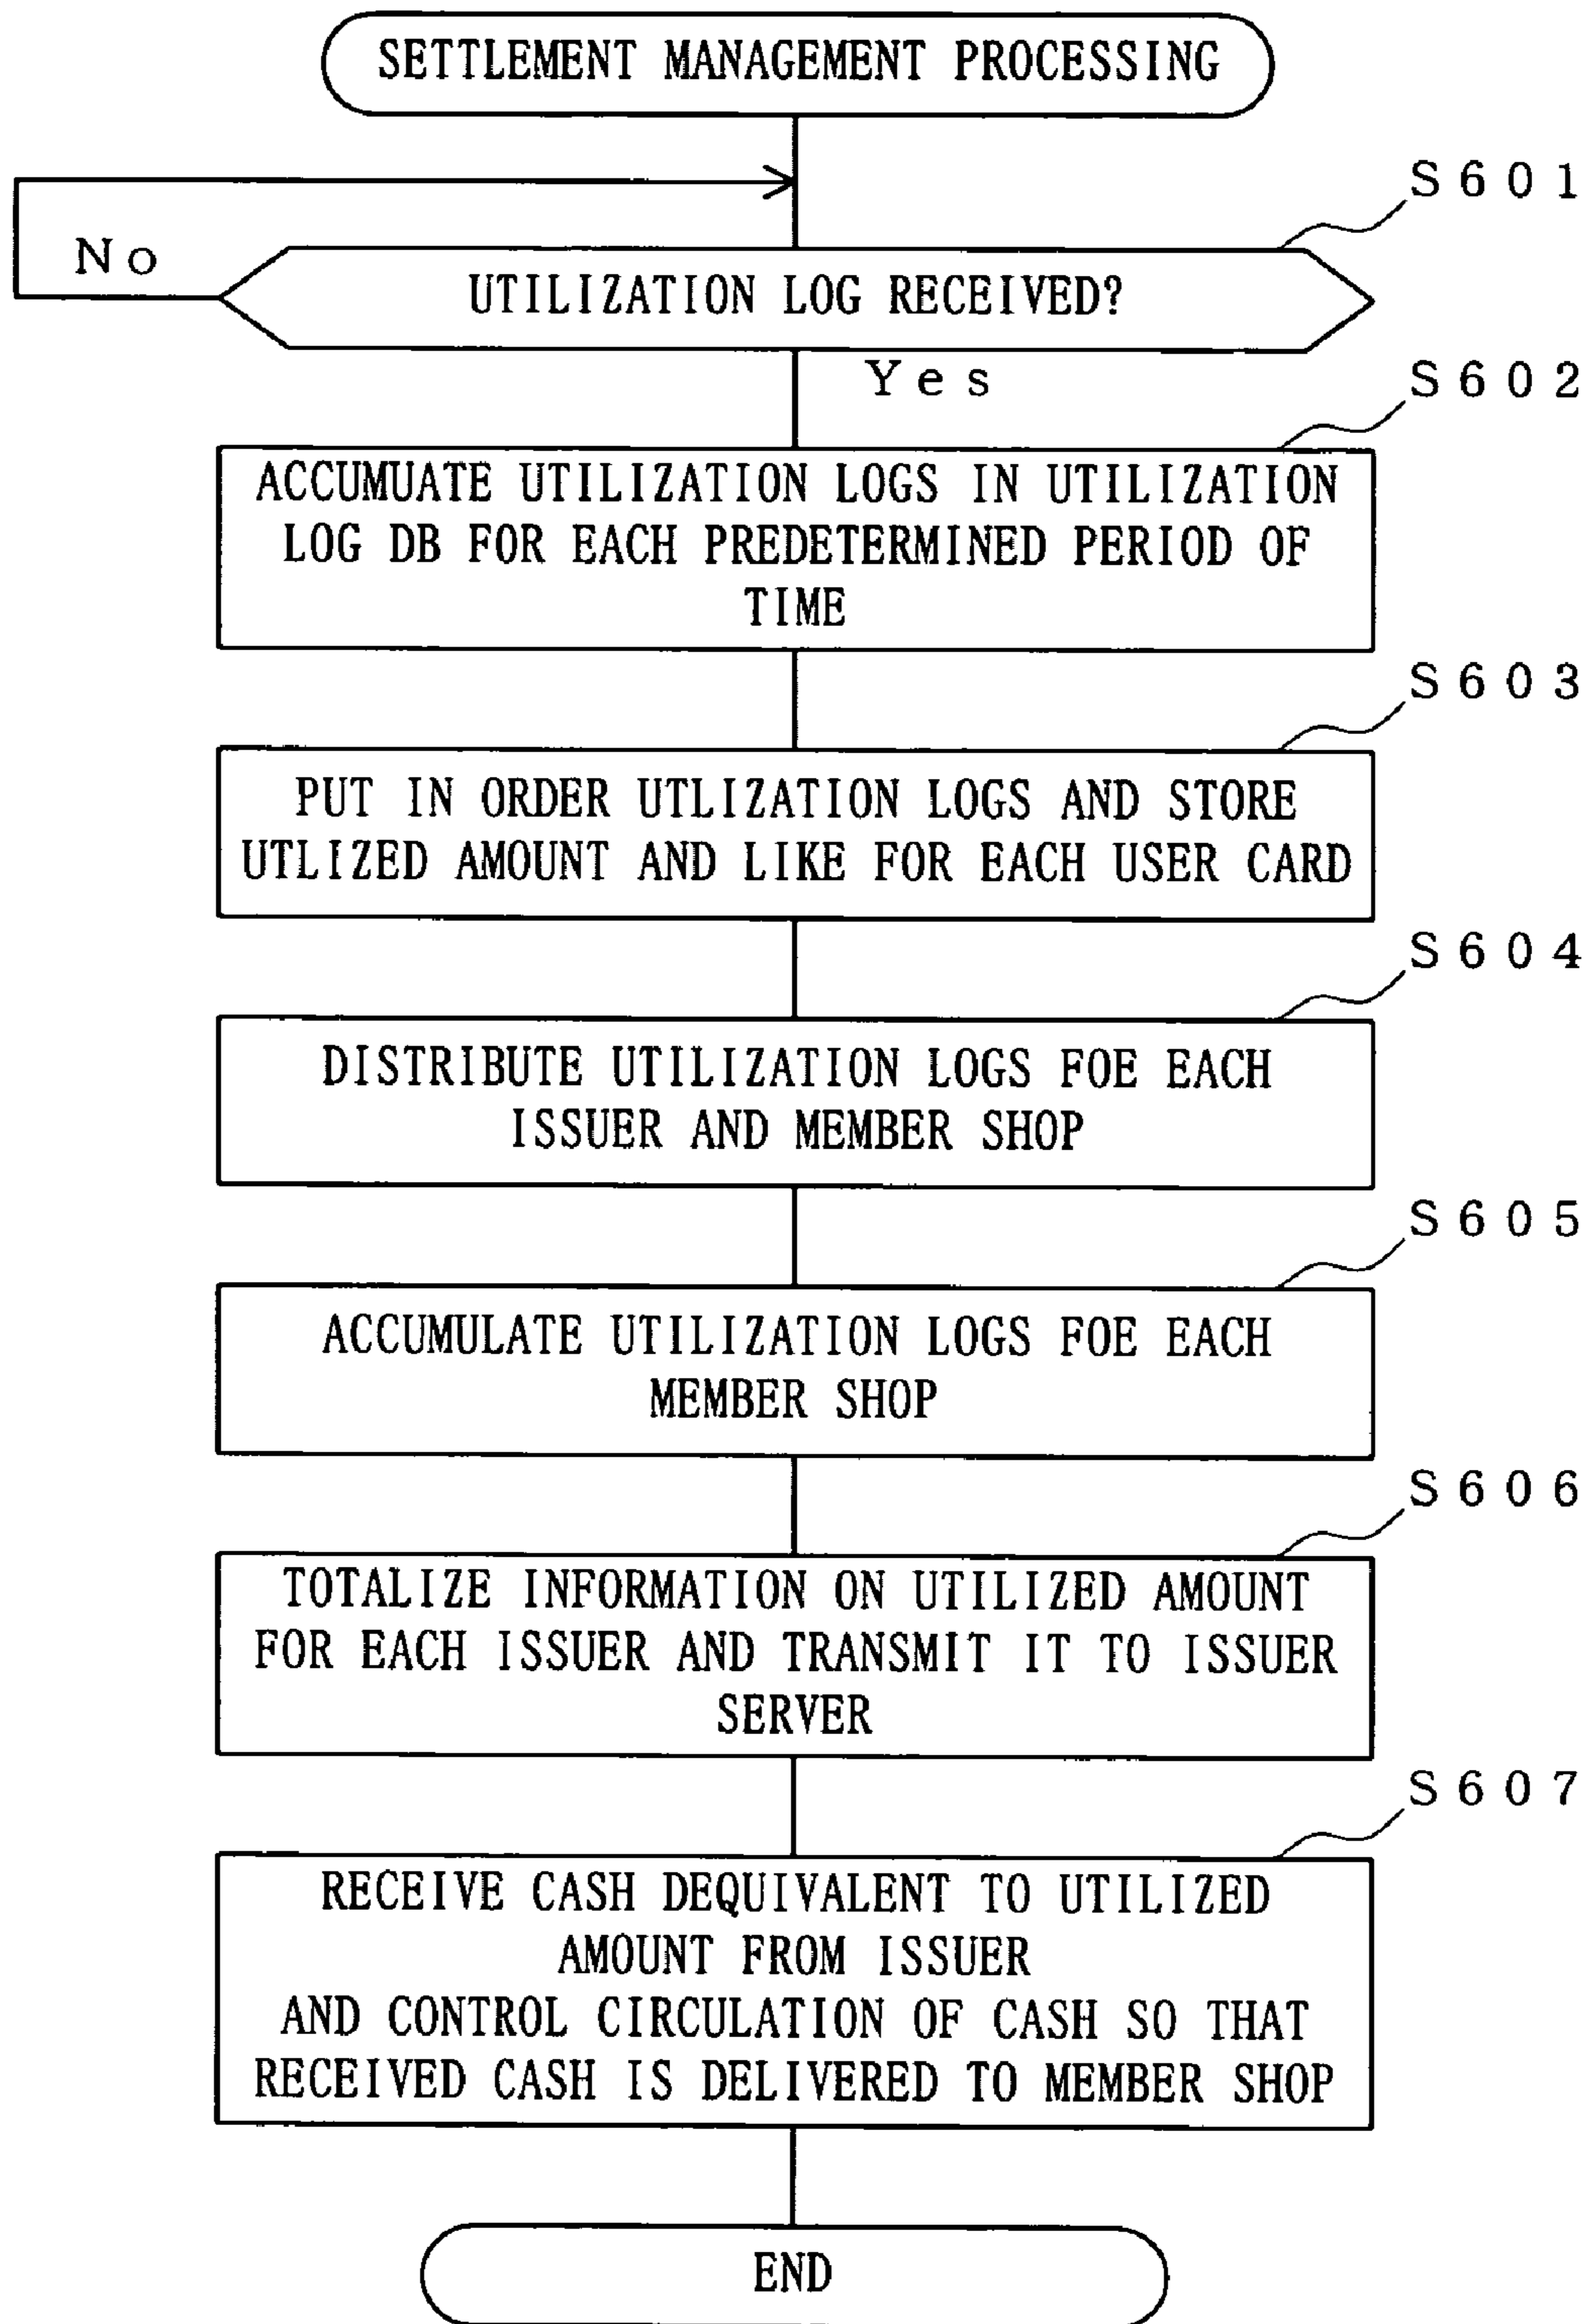 SETTLEMENT MANAGEMENT PROCESSING
S601
No
UTILIZATION LOG RECEIVED?
Yes
S602
ACCUMUATE UTILIZATION LOGS IN UTILIZATION
LOG DB FOR EACH PREDETERMINED PERIOD OF
TIME
S603
PUT IN ORDER UTLIZATION LOGS AND STORE
UTLIZED AMOUNT AND LIKE FOR EACH USER CARD
S604
DISTRIBUTE UTILIZATION LOGS FOE EACH
ISSUER AND MEMBER SHOP
S605
ACCUMULATE UTILIZATION LOGS FOE EACH
MEMBER SHOP
S606
TOTALIZE INFORMATION ON UTILIZED AMOUNT
FOR EACH ISSUER AND TRANSMIT IT TO ISSUER
SERVER
S607
RECEIVE CASH DEQUIVALENT TO UTILIZED
AMOUNT FROM ISSUER
AND CONTROL CIRCULATION OF CASH SO THAT
RECEIVED CASH IS DELIVERED TO MEMBER SHOP
END